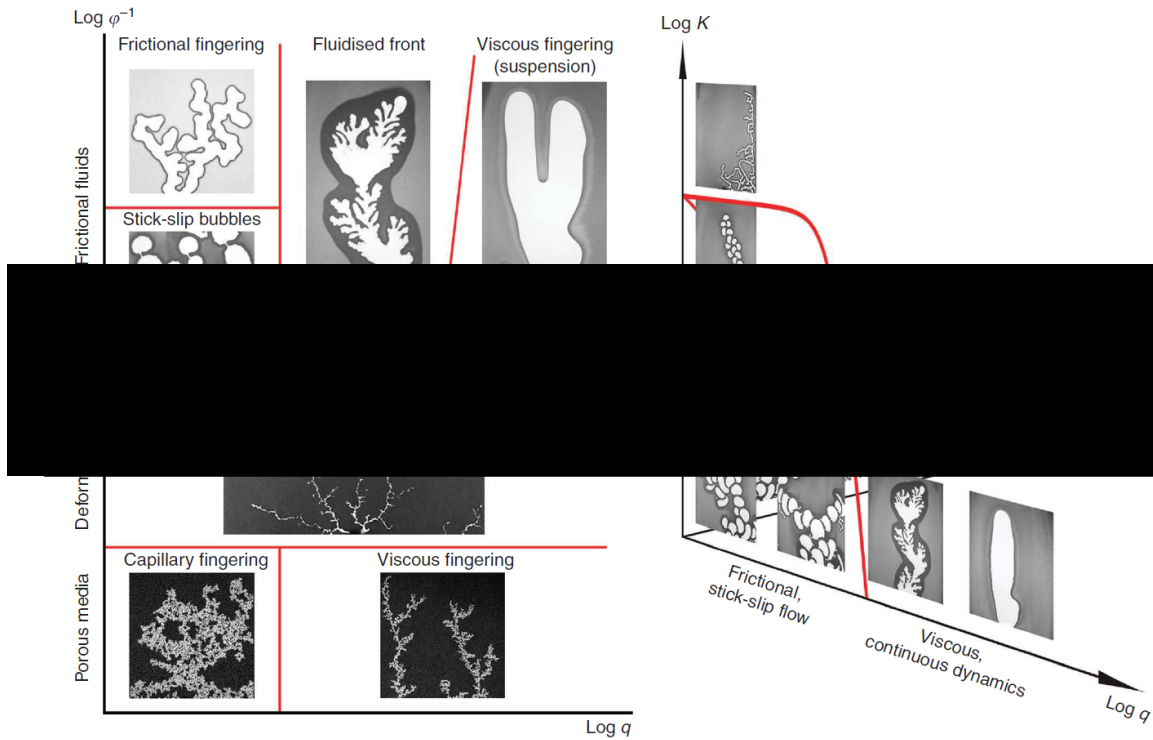 Log φ⁻¹
Frictional fingering
Fluidised front
Viscous fingering
(suspension)
Frictional fluids
Stick-slip bubbles
Capillary fingering
Viscous fingering
Porous media
Log q
Log K
Frictional,
stick-slip flow
Viscous,
continuous dynamics
Log q